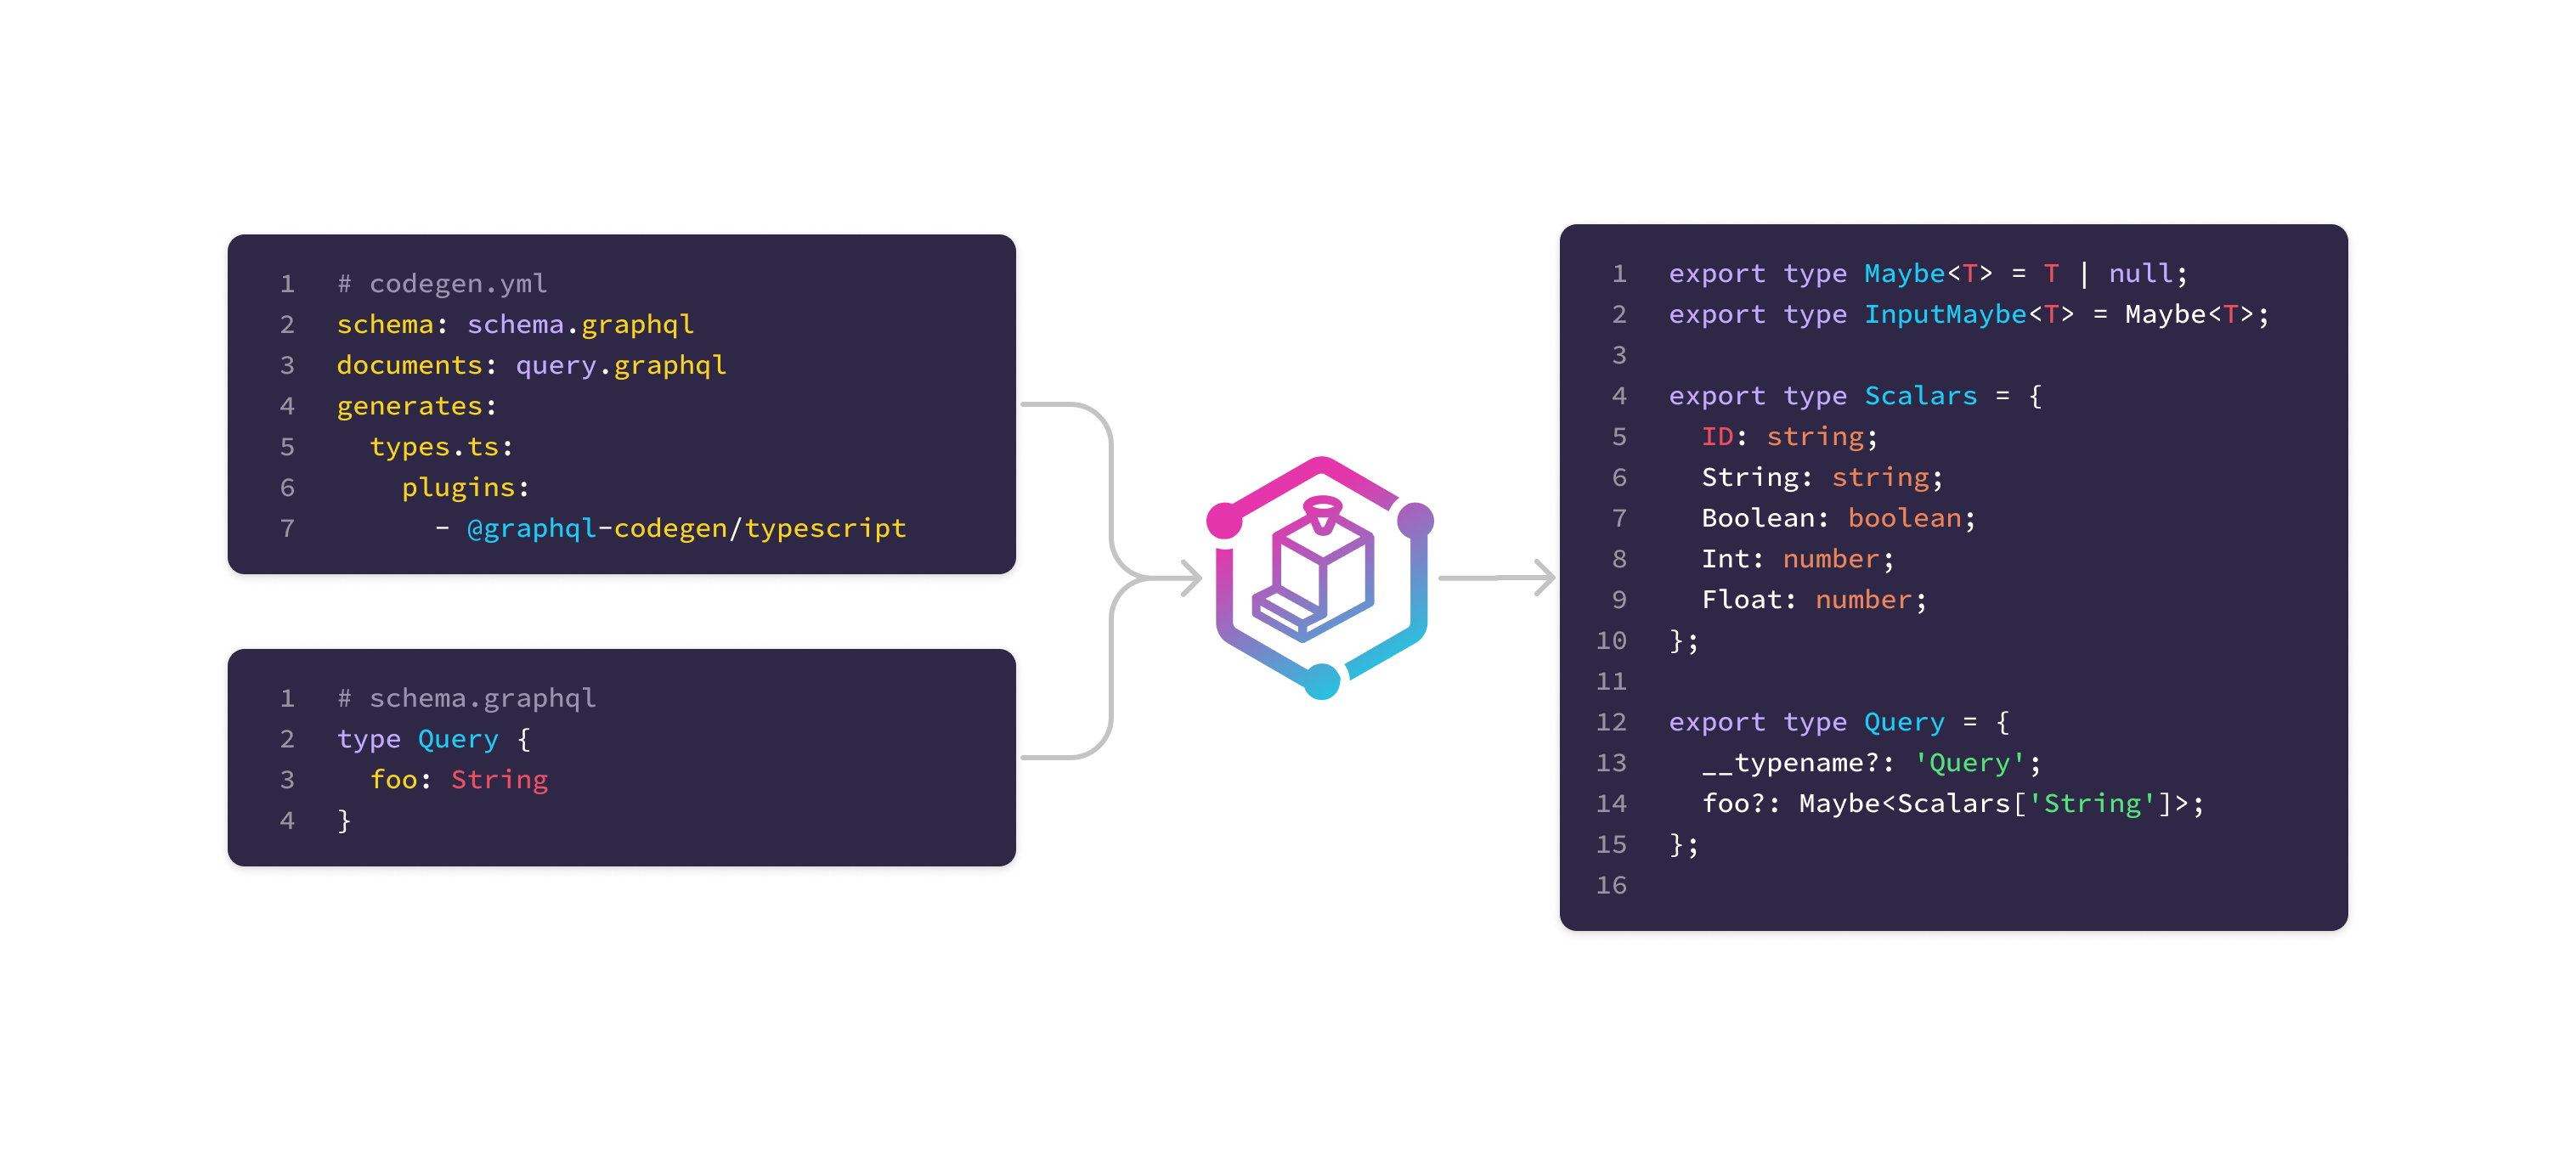 1 # codegen.yml
2 schema: schema.graphql
3 documents: query.graphql
4 generates:
5   types.ts:
6     plugins:
7       - @graphql-codegen/typescript
1 # schema.graphql
2 type Query {
3   foo: String
4 }
1 export type Maybe<T> = T | null;
2 export type InputMaybe<T> = Maybe<T>;
3
4 export type Scalars = {
5   ID: string;
6   String: string;
7   Boolean: boolean;
8   Int: number;
9   Float: number;
10 };
11
12 export type Query = {
13   __typename?: 'Query';
14   foo?: Maybe<Scalars['String']>;
15 };
16